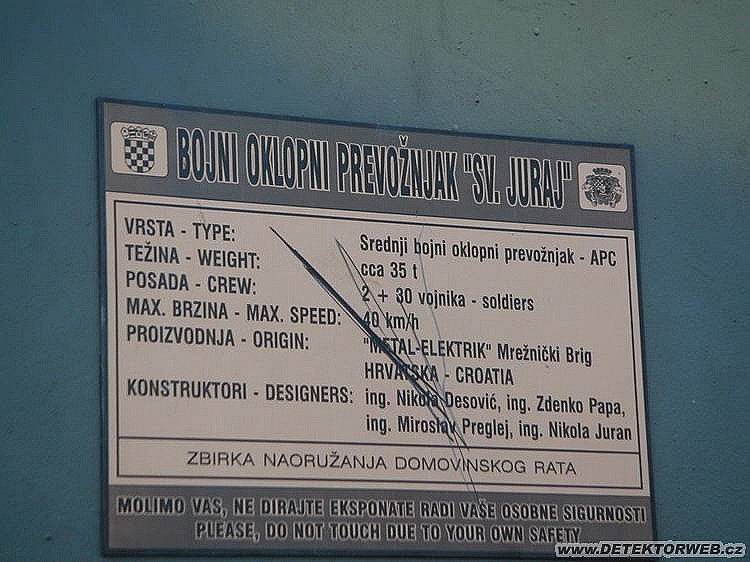 BOJNI OKLOPNI PREVOŽNJAK "SV. JURAJ"
VRSTA - TYPE: Srednji bojni oklopni prevožnjak - APC
TEŽINA - WEIGHT: cca 35 t
POSADA - CREW: 2 + 30 vojnika - soldiers
MAX. BRZINA - MAX. SPEED: 40 km/h
PROIZVODNJA - ORIGIN: "METAL-ELEKTRIK" Mrežnički Brig
HRVATSKA - CROATIA
KONSTRUKTORI - DESIGNERS: ing. Nikola Desović, ing. Zdenko Papa,
ing. Miroslav Preglej, ing. Nikola Juran
ZBIRKA NAORUŽANJA DOMOVINSKOG RATA
MOLIMO VAS, NE DIRAJTE EKSPONATE RADI VAŠE OSOBNE SIGURNOSTI
PLEASE, DO NOT TOUCH DUE TO YOUR OWN SAFETY
www.DETEKTORWEB.cz